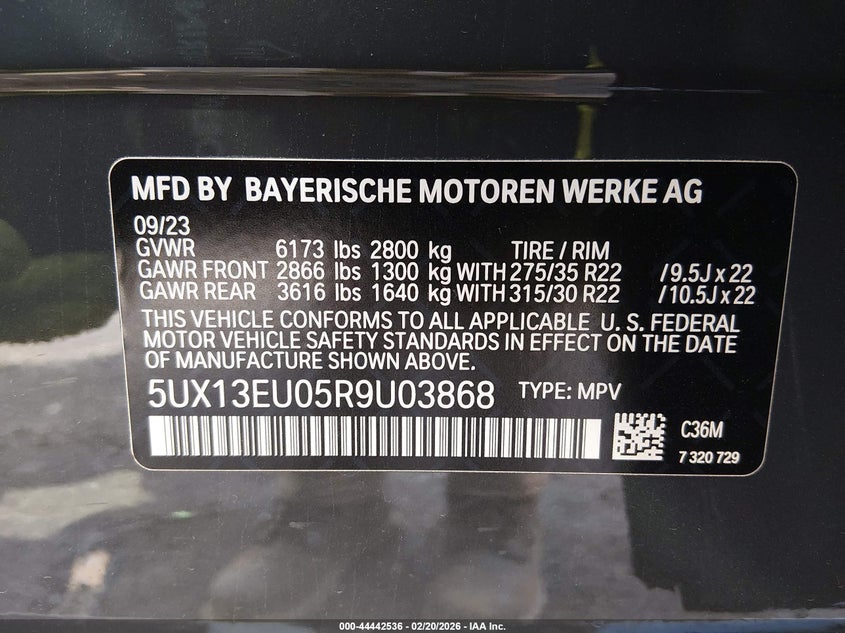 MFD BY BAYERISCHE MOTOREN WERKE AG
09/23
GVWR 6173 lbs 2800 kg TIRE / RIM
GAWR FRONT 2866 lbs 1300 kg WITH 275/35 R22 / 9.5J x 22
GAWR REAR 3616 lbs 1640 kg WITH 315/30 R22 / 10.5J x 22
THIS VEHICLE CONFORMS TO ALL APPLICABLE U. S. FEDERAL
MOTOR VEHICLE SAFETY STANDARDS IN EFFECT ON THE DATE
OF MANUFACTURE SHOWN ABOVE.
5UX13EU05R9U03868 TYPE: MPV
C36M
7 320 729
000-44442536 - 02/20/2026 - IAA Inc.